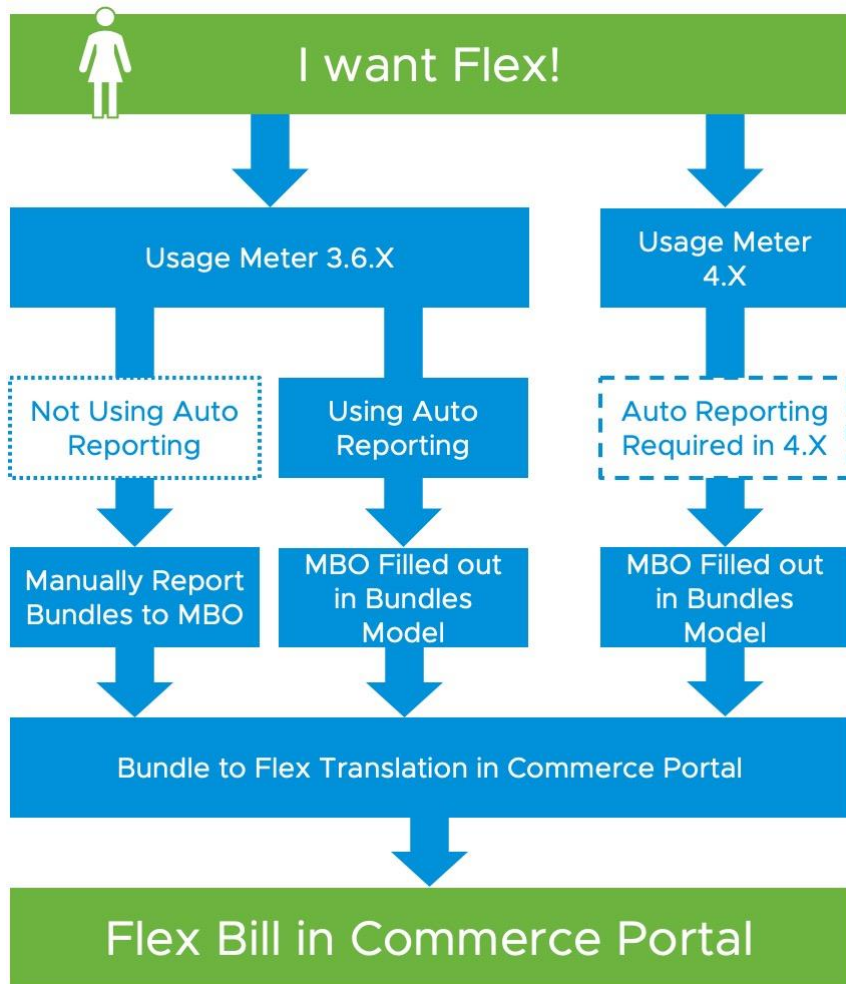 I want Flex!
Usage Meter 3.6.X
Usage Meter
4.X
Not Using Auto
Reporting
Using Auto
Reporting
Auto Reporting
Required in 4.X
Manually Report
Bundles to MBO
MBO Filled out
in Bundles
Model
MBO Filled out
in Bundles
Model
Bundle to Flex Translation in Commerce Portal
Flex Bill in Commerce Portal